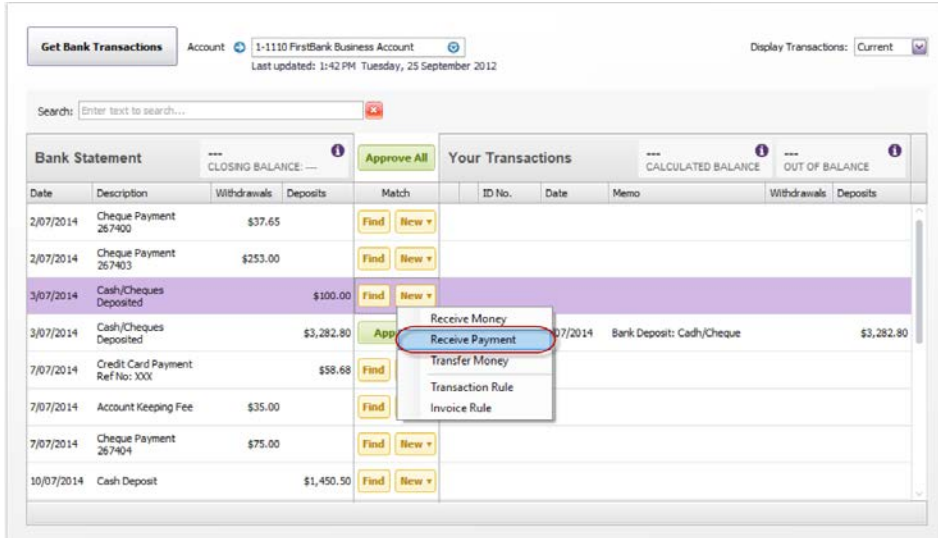 Get Bank Transactions Account 1-1110 FirstBank Business Account Display Transactions: Current
Last updated: 1:42 PM Tuesday, 25 September 2012
Search: Enter text to search...
Bank Statement --- CLOSING BALANCE: --- Approve All Your Transactions --- CALCULATED BALANCE --- OUT OF BALANCE
Date Description Withdrawals Deposits Match ID No. Date Memo Withdrawals Deposits
2/07/2014 Cheque Payment 267400 $37.65 Find New
2/07/2014 Cheque Payment 267403 $253.00 Find New
3/07/2014 Cash/Cheques Deposited $100.00 Find New
3/07/2014 Cash/Cheques Deposited $3,282.80 App 07/2014 Bank Deposit: Cadh/Cheque $3,282.80
Receive Money
Receive Payment
Transfer Money
Transaction Rule
Invoice Rule
7/07/2014 Credit Card Payment Ref No: XXX $58.68 Find
7/07/2014 Account Keeping Fee $35.00 Find
7/07/2014 Cheque Payment 267404 $75.00 Find New
10/07/2014 Cash Deposit $1,450.50 Find New